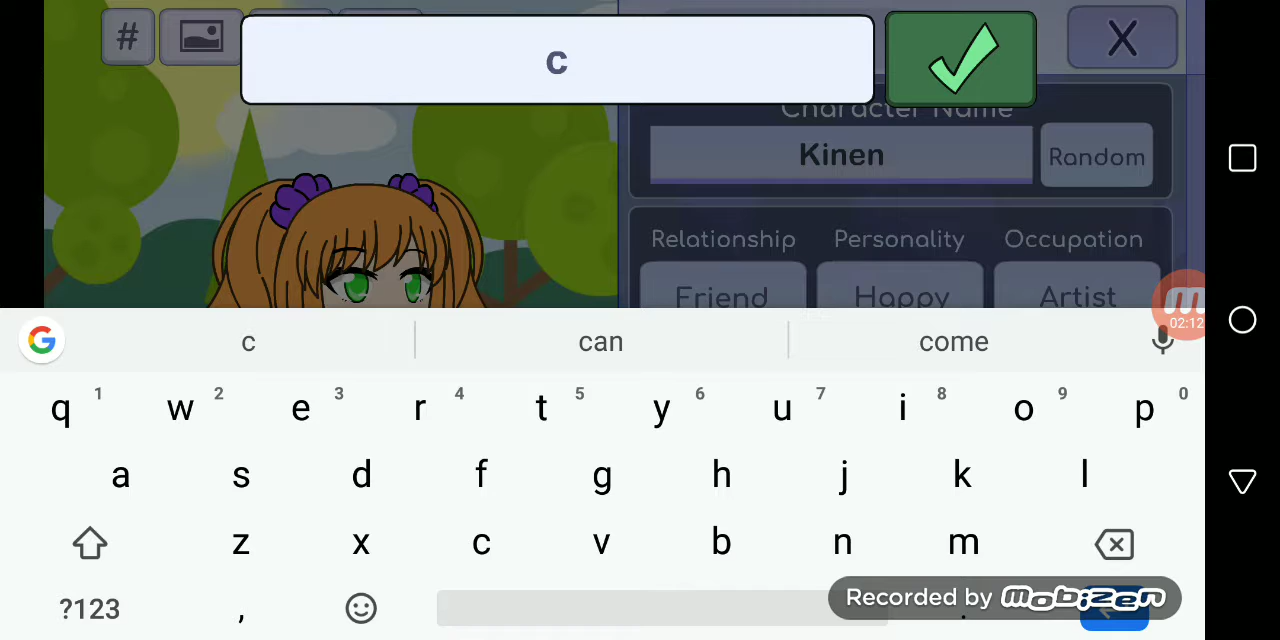 #
c
X
Character Name
Kinen
Random
Relationship Personality Occupation
Friend Happy Artist
02:12
c can come
q 1 w 2 e 3 r 4 t 5 y 6 u 7 i 8 o 9 p 0
a s d f g h j k l
z x c v b n m
?123 , .
Recorded by mobizen